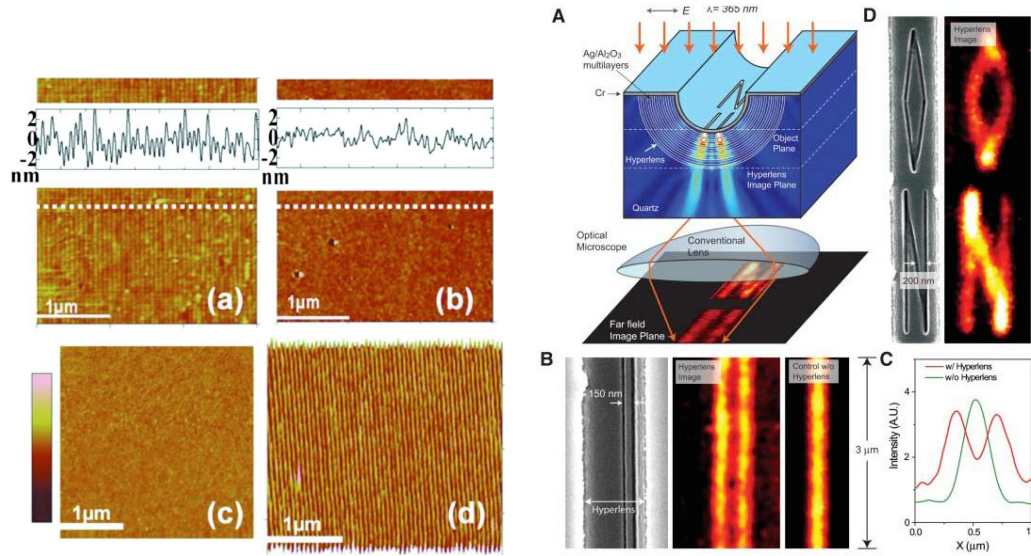 2
0
-2
nm
2
0
-2
1μm
(a)
1μm
(b)
1μm
(c)
1μm
(d)
A
E
λ= 365 nm
Ag/Al₂O₃
multilayers
Cr
Object
Plane
Hyperlens
Hyperlens
Image Plane
Quartz
Optical
Microscope
Conventional
Lens
Far field
Image Plane
B
150 nm
Hyperlens
Hyperlens
Image
Control w/o
Hyperlens
3 μm
C
w/ Hyperlens
w/o Hyperlens
Intensity (A.U.)
4
2
0
0.0
0.5
X (μm)
D
Hyperlens
Image
200 nm